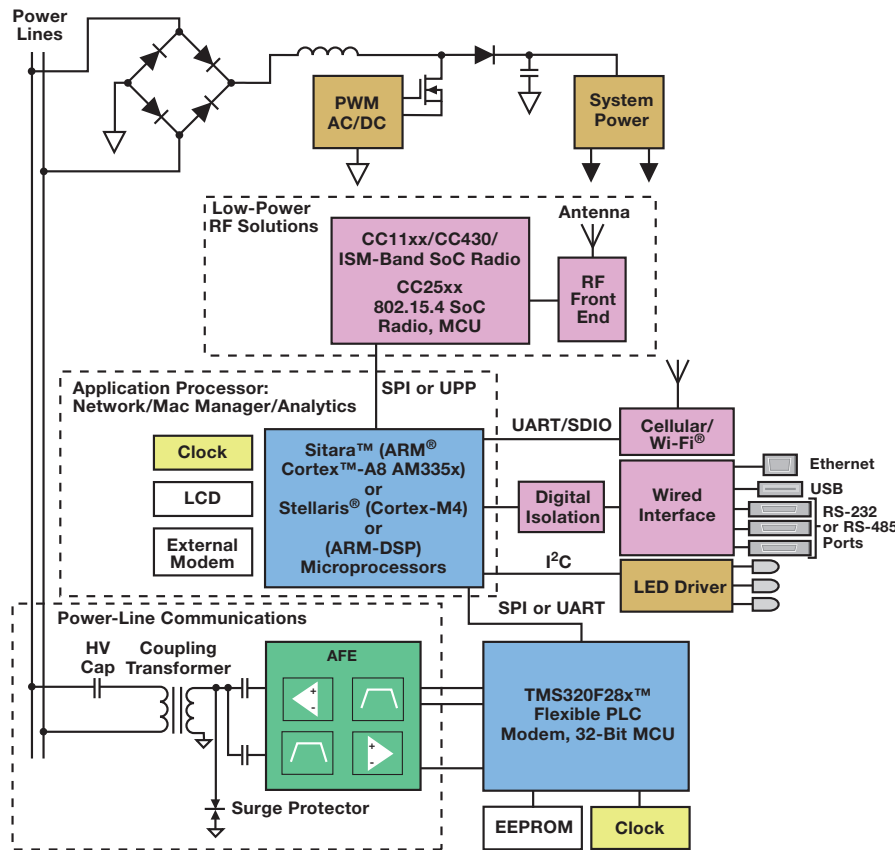 Power
Lines
PWM
AC/DC
System
Power
Low-Power
RF Solutions
Antenna
CC11xx/CC430/
ISM-Band SoC Radio
CC25xx
802.15.4 SoC
Radio, MCU
RF
Front
End
SPI or UPP
Application Processor:
Network/Mac Manager/Analytics
Clock
LCD
External
Modem
Sitara™ (ARM®
Cortex™-A8 AM335x)
or
Stellaris® (Cortex-M4)
or
(ARM-DSP)
Microprocessors
UART/SDIO
Cellular/
Wi-Fi®
Digital
Isolation
Wired
Interface
Ethernet
USB
RS-232
or RS-485
Ports
I²C
LED Driver
SPI or UART
Power-Line Communications
HV
Cap
Coupling
Transformer
AFE
+
-
+
-
Surge Protector
TMS320F28x™
Flexible PLC
Modem, 32-Bit MCU
EEPROM
Clock